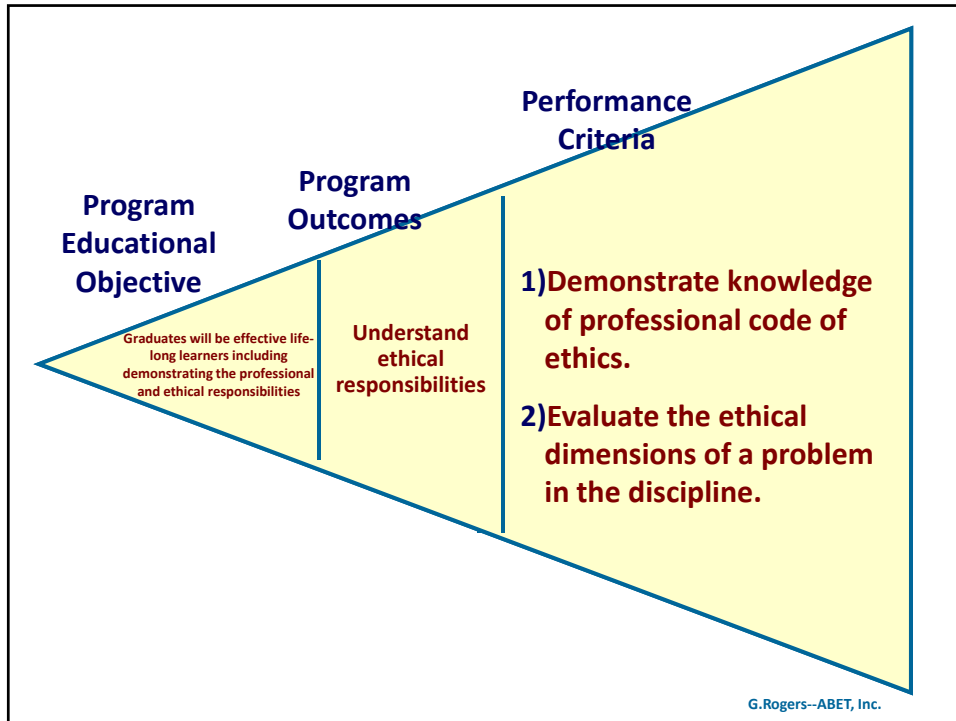 Program
Educational
Objective
Graduates will be effective life-
long learners including
demonstrating the professional
and ethical responsibilities
Program
Outcomes
Understand
ethical
responsibilities
Performance
Criteria
1)Demonstrate knowledge
of professional code of
ethics.
2)Evaluate the ethical
dimensions of a problem
in the discipline.
G.Rogers--ABET, Inc.